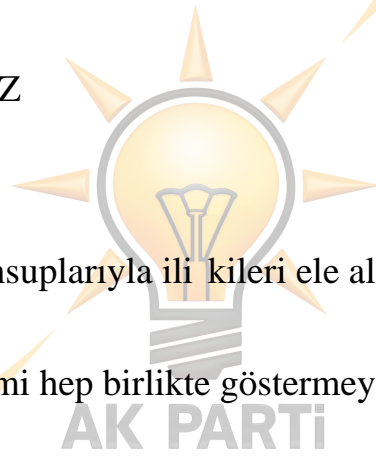 Z
nsuplarıyla ili kileri ele al
mi hep birlikte göstermey
AK PARTİ